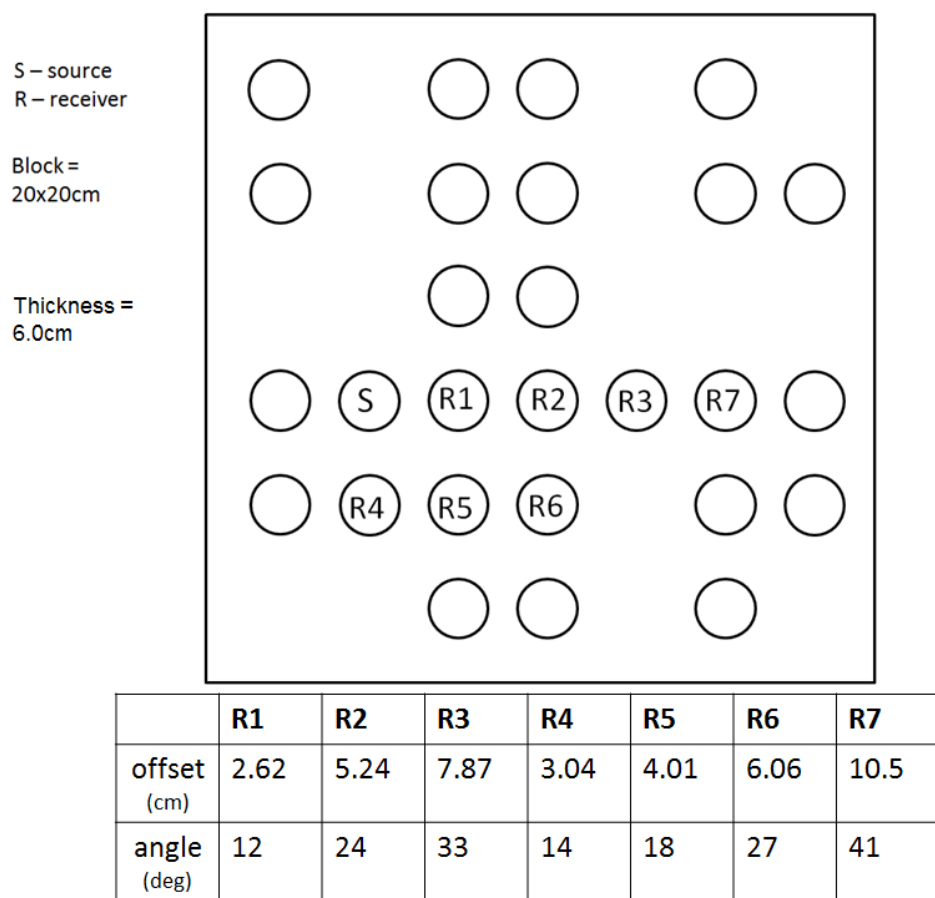 S – source
R – receiver
Block =
20x20cm
Thickness =
6.0cm
S R1 R2 R3 R7
R4 R5 R6
R1 R2 R3 R4 R5 R6 R7
offset (cm) 2.62 5.24 7.87 3.04 4.01 6.06 10.5
angle (deg) 12 24 33 14 18 27 41